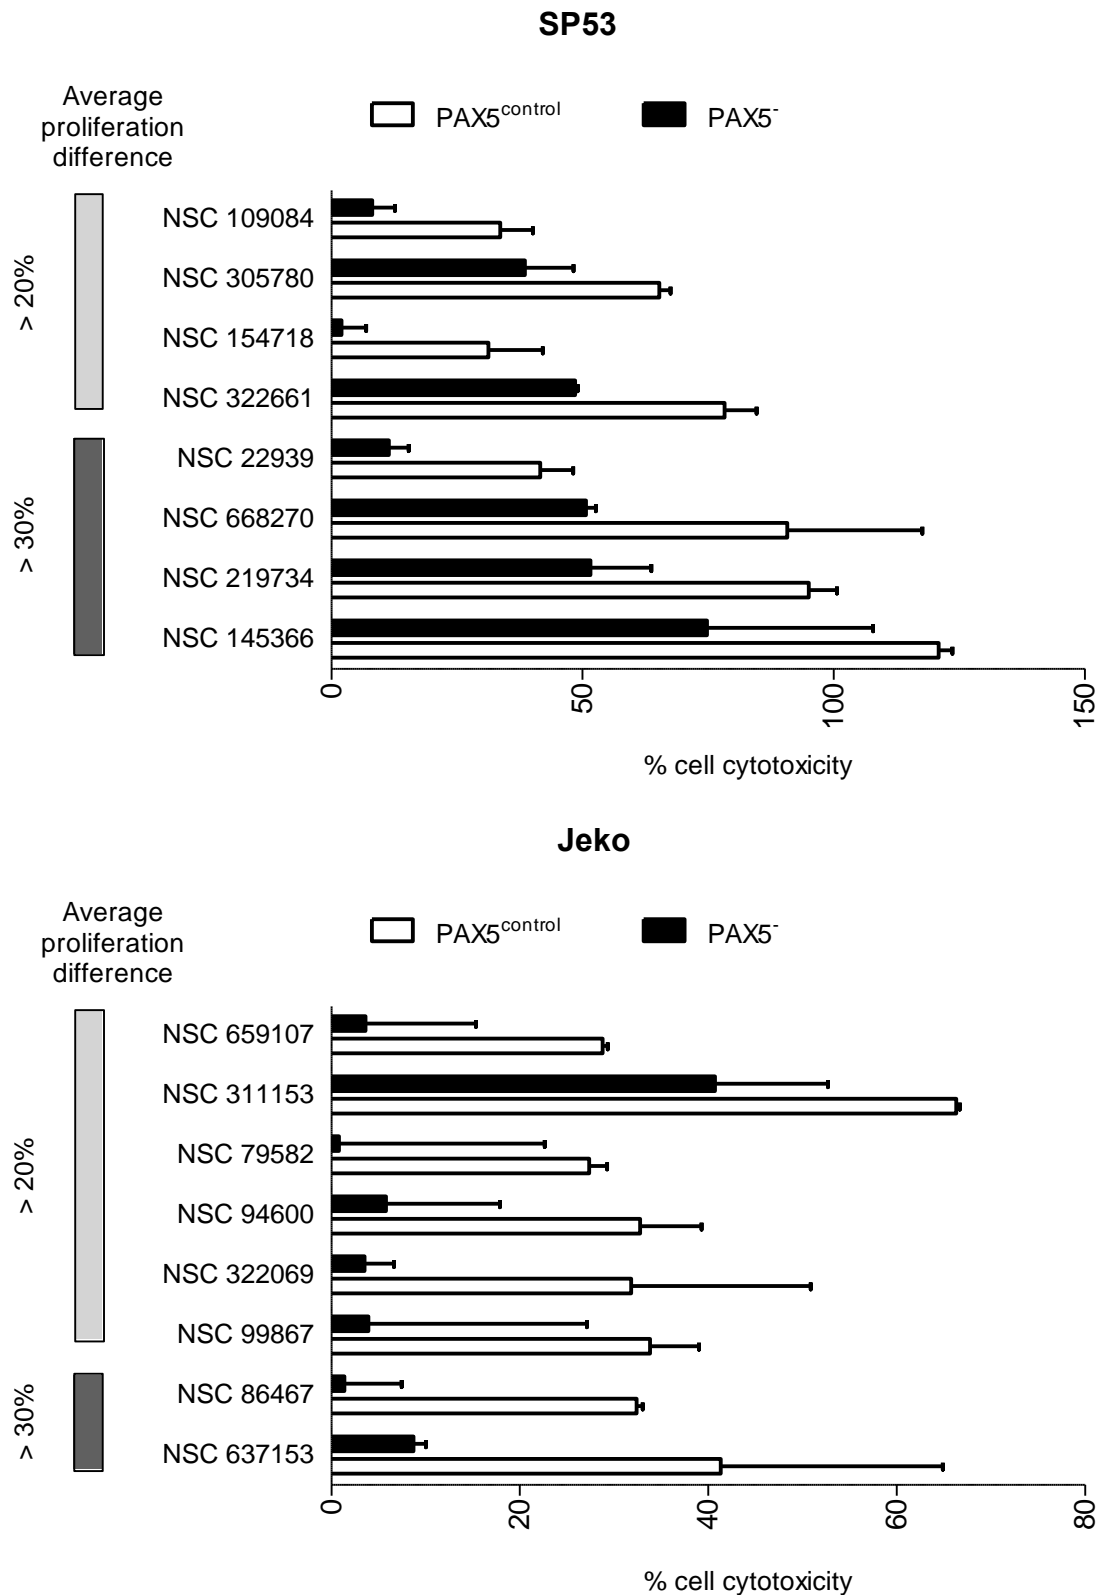 SP53
Average
proliferation
difference
PAX5control
PAX5-
> 20%
> 30%
NSC 109084
NSC 305780
NSC 154718
NSC 322661
NSC 22939
NSC 668270
NSC 219734
NSC 145366
0 50 100 150
% cell cytotoxicity
Jeko
Average
proliferation
difference
PAX5control
PAX5-
> 20%
> 30%
NSC 659107
NSC 311153
NSC 79582
NSC 94600
NSC 322069
NSC 99867
NSC 86467
NSC 637153
0 20 40 60 80
% cell cytotoxicity